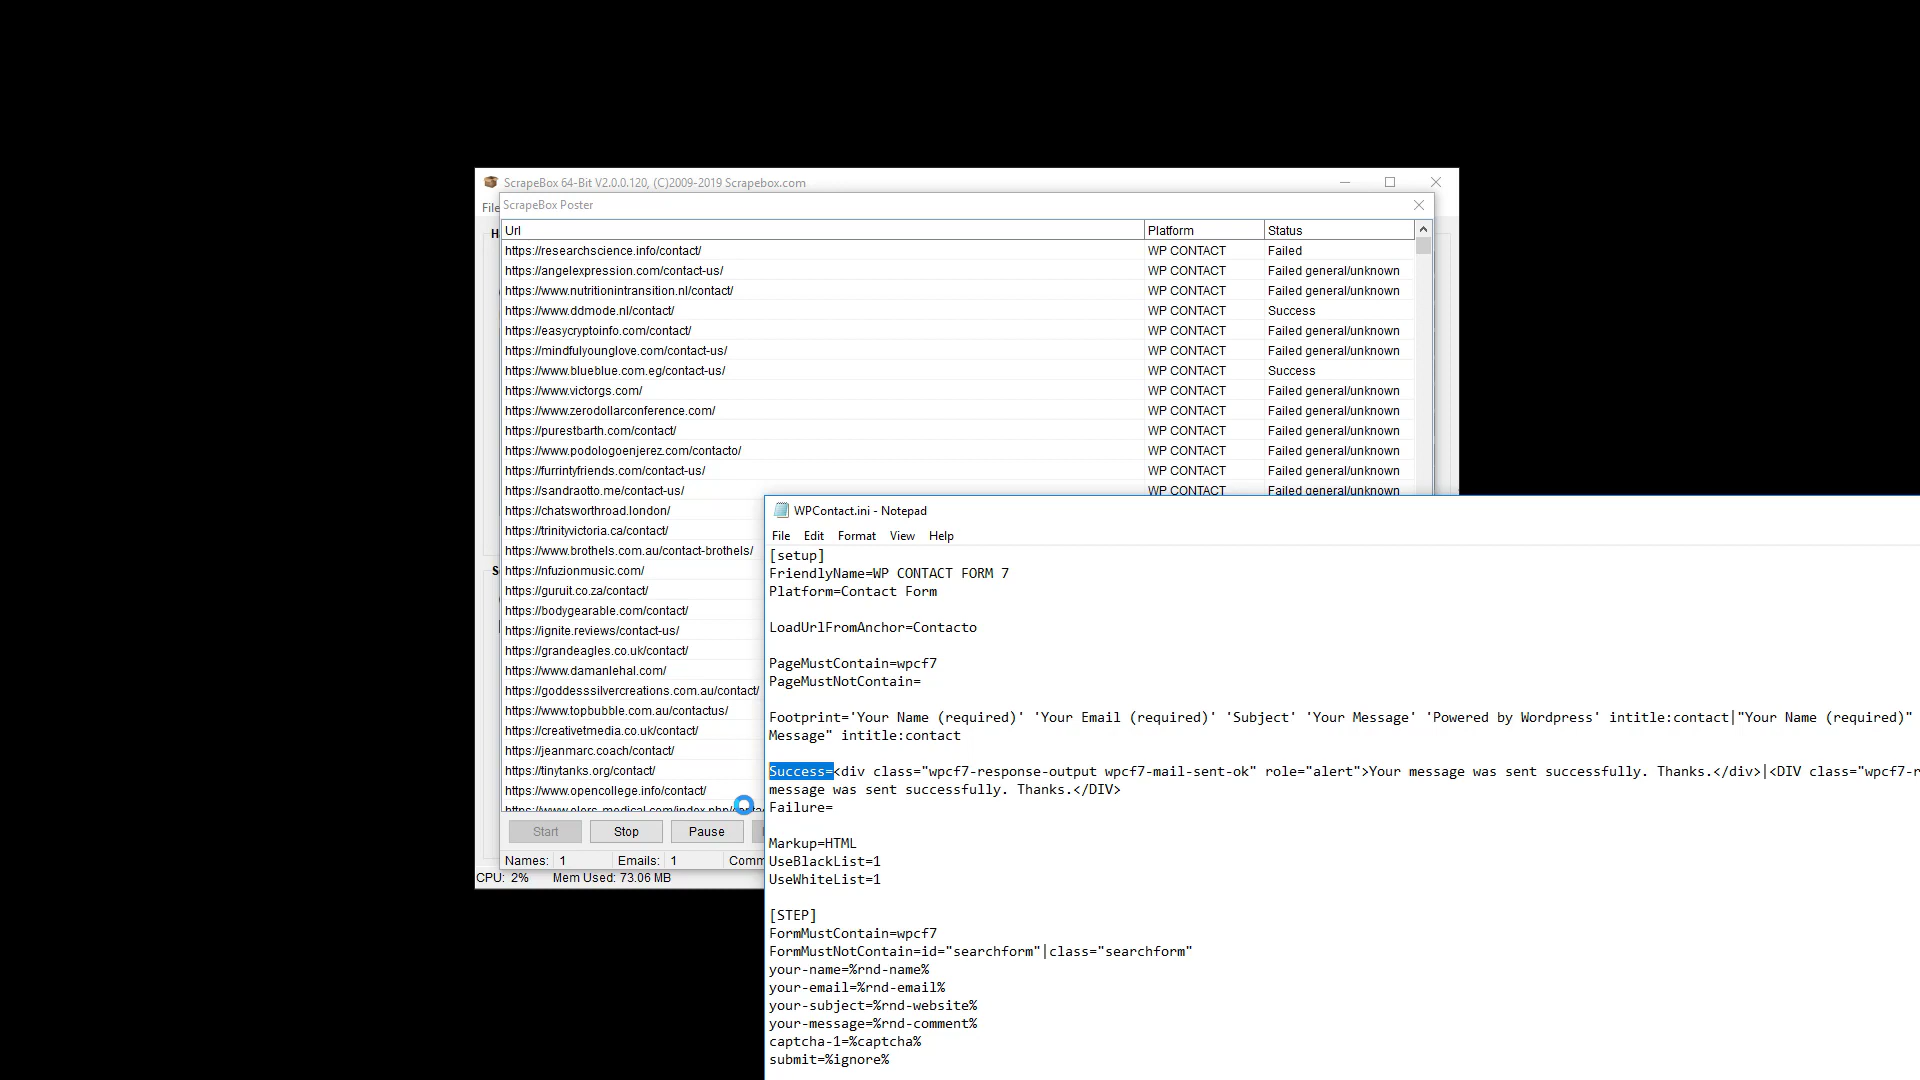 ScrapeBox 64-Bit V2.0.0.120, (C)2009-2019 Scrapebox.com
File
ScrapeBox Poster
H
Url Platform Status
https://researchscience.info/contact/ WP CONTACT Failed
https://angelexpression.com/contact-us/ WP CONTACT Failed general/unknown
https://www.nutritionintransition.nl/contact/ WP CONTACT Failed general/unknown
https://www.ddmode.nl/contact/ WP CONTACT Success
https://easycryptoinfo.com/contact/ WP CONTACT Failed general/unknown
https://mindfulyounglove.com/contact-us/ WP CONTACT Failed general/unknown
https://www.blueblue.com.eg/contact-us/ WP CONTACT Success
https://www.victorgs.com/ WP CONTACT Failed general/unknown
https://www.zerodollarconference.com/ WP CONTACT Failed general/unknown
https://purestbarth.com/contact/ WP CONTACT Failed general/unknown
https://www.podologoenjerez.com/contacto/ WP CONTACT Failed general/unknown
https://furrintyfriends.com/contact-us/ WP CONTACT Failed general/unknown
https://sandraotto.me/contact-us/ WP CONTACT Failed general/unknown
https://chatsworthroad.london/
https://trinityvictoria.ca/contact/
https://www.brothels.com.au/contact-brothels/
https://nfuzionmusic.com/
S
https://guruit.co.za/contact/
https://bodygearable.com/contact/
https://ignite.reviews/contact-us/
https://grandeagles.co.uk/contact/
https://www.damanlehal.com/
https://goddesssilvercreations.com.au/contact/
https://www.topbubble.com.au/contactus/
https://creativetmedia.co.uk/contact/
https://jeanmarc.coach/contact/
https://tinytanks.org/contact/
https://www.opencollege.info/contact/
Start Stop Pause
Names: 1 Emails: 1 Comm
CPU: 2% Mem Used: 73.06 MB
WPContact.ini - Notepad
File Edit Format View Help
[setup]
FriendlyName=WP CONTACT FORM 7
Platform=Contact Form
LoadUrlFromAnchor=Contacto
PageMustContain=wpcf7
PageMustNotContain=
Footprint='Your Name (required)' 'Your Email (required)' 'Subject' 'Your Message' 'Powered by Wordpress' intitle:contact|"Your Name (required)"
Message" intitle:contact
Success=<div class="wpcf7-response-output wpcf7-mail-sent-ok" role="alert">Your message was sent successfully. Thanks.</div>|<DIV class="wpcf7-r
message was sent successfully. Thanks.</DIV>
Failure=
Markup=HTML
UseBlackList=1
UseWhiteList=1
[STEP]
FormMustContain=wpcf7
FormMustNotContain=id="searchform"|class="searchform"
your-name=%rnd-name%
your-email=%rnd-email%
your-subject=%rnd-website%
your-message=%rnd-comment%
captcha-1=%captcha%
submit=%ignore%